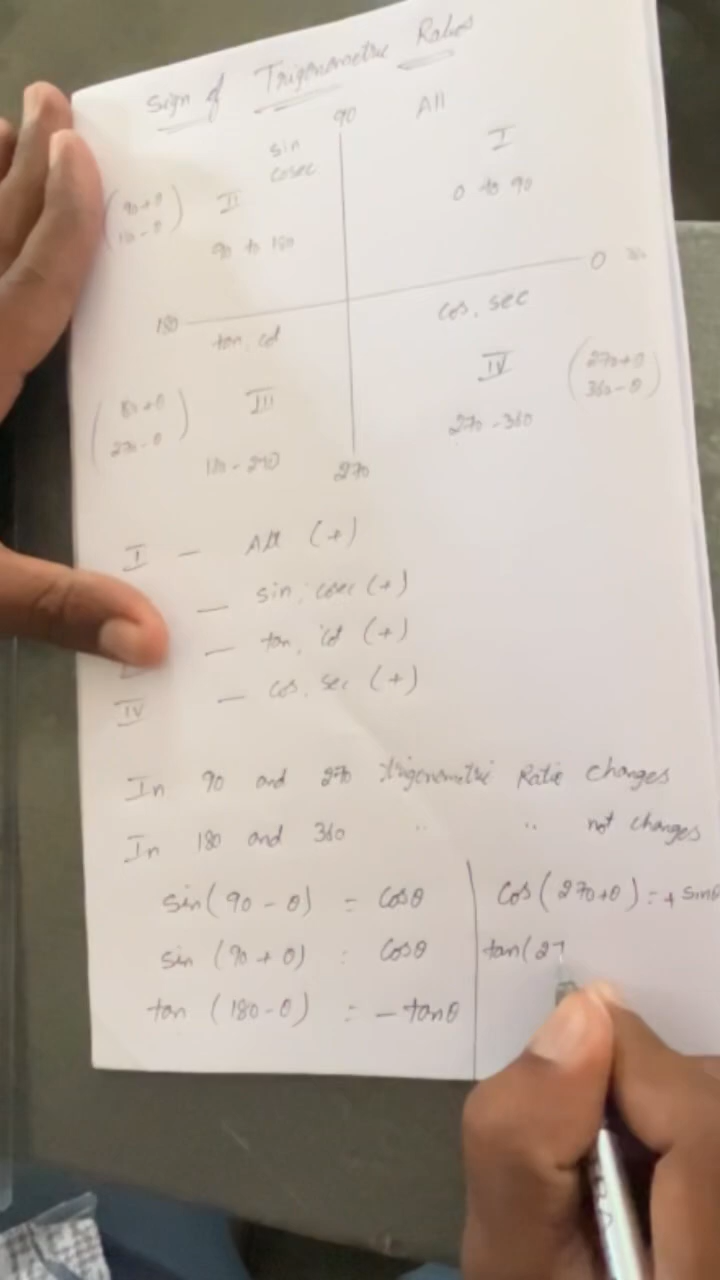 Sign of Trigonometric Ratios
90 All
sin
cosec
I
(90+θ
180-θ)
II
0 to 90
90 to 180
0 360
180
tan, cot
cos, sec
IV
(270+θ
360-θ)
(180+θ
270-θ)
III
270-360
180-270
270
I - All (+)
- sin, cosec (+)
- tan, cot (+)
IV - cos, sec (+)
In 90 and 270 trigonometric Ratio changes
In 180 and 360 " " not changes
sin(90-θ) = cosθ
sin (90+θ) = cosθ
tan (180-θ) = -tanθ
cos(270+θ) = + sinθ
tan(27